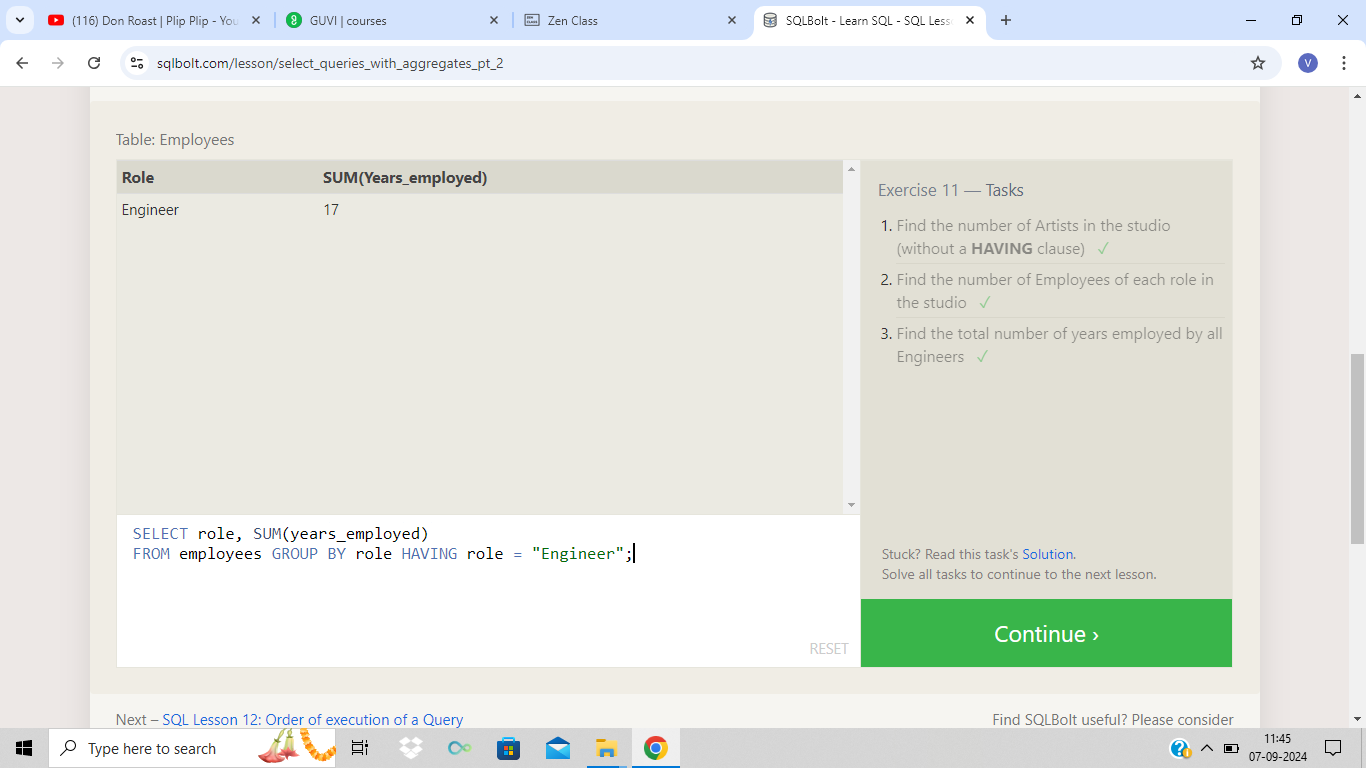 (116) Don Roast | Plip Plip - You
GUVI | courses
Zen Class
SQLBolt - Learn SQL - SQL Less
sqlbolt.com/lesson/select_queries_with_aggregates_pt_2
V
Table: Employees
Role SUM(Years_employed)
Engineer 17
Exercise 11 — Tasks
1. Find the number of Artists in the studio
(without a HAVING clause) ✓
2. Find the number of Employees of each role in
the studio ✓
3. Find the total number of years employed by all
Engineers ✓
SELECT role, SUM(years_employed)
FROM employees GROUP BY role HAVING role = "Engineer";
RESET
Stuck? Read this task's Solution.
Solve all tasks to continue to the next lesson.
Continue ›
Next – SQL Lesson 12: Order of execution of a Query
Find SQLBolt useful? Please consider
Type here to search
11:45
07-09-2024